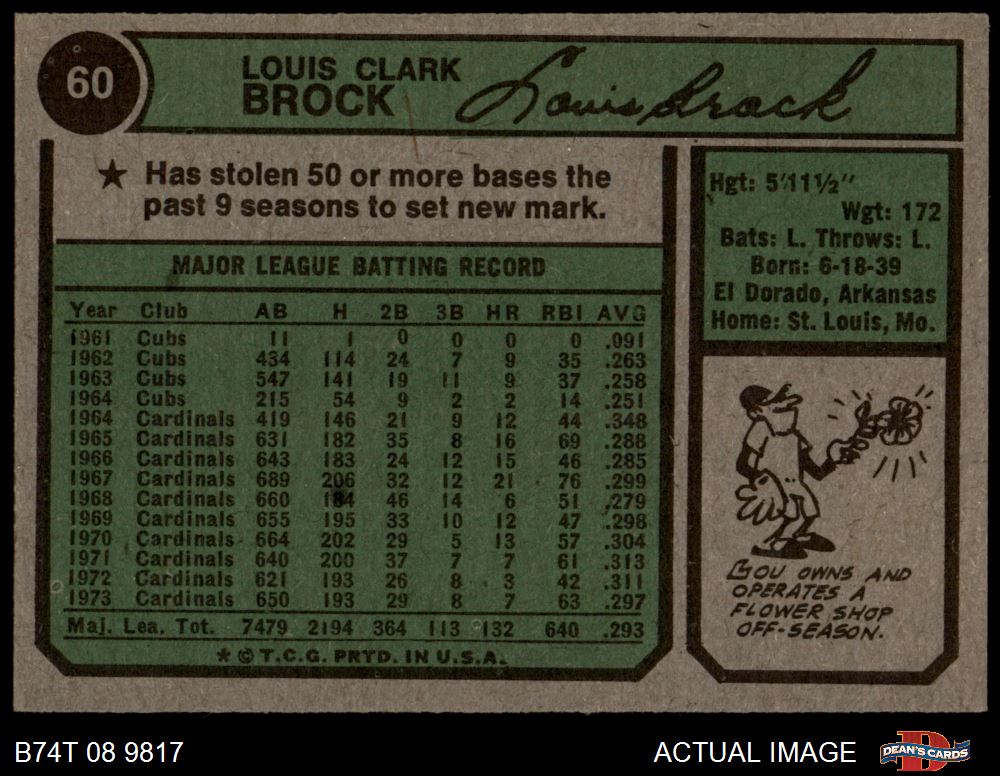 60
LOUIS CLARK
BROCK
Louis Brock
★ Has stolen 50 or more bases the
past 9 seasons to set new mark.
MAJOR LEAGUE BATTING RECORD
Year Club AB H 2B 3B HR RBI AVG
1961 Cubs 11 1 0 0 0 0 .091
1962 Cubs 434 114 24 7 9 35 .263
1963 Cubs 547 141 19 11 9 37 .258
1964 Cubs 215 54 9 2 2 14 .251
1964 Cardinals 419 146 21 9 12 44 .348
1965 Cardinals 631 182 35 8 16 69 .288
1966 Cardinals 643 183 24 12 15 46 .285
1967 Cardinals 689 206 32 12 21 76 .299
1968 Cardinals 660 184 46 14 6 51 .279
1969 Cardinals 655 195 33 10 12 47 .298
1970 Cardinals 664 202 29 5 13 57 .304
1971 Cardinals 640 200 37 7 7 61 .313
1972 Cardinals 621 193 26 8 3 42 .311
1973 Cardinals 650 193 29 8 7 63 .297
Maj. Lea. Tot. 7479 2194 364 113 132 640 .293
★ © T.C.G. PRTD. IN U.S.A.
Hgt: 5'11½''
Wgt: 172
Bats: L. Throws: L.
Born: 6-18-39
El Dorado, Arkansas
Home: St. Louis, Mo.
LOU OWNS AND
OPERATES A
FLOWER SHOP
OFF-SEASON.
B74T 08 9817
ACTUAL IMAGE
DEAN'S CARDS